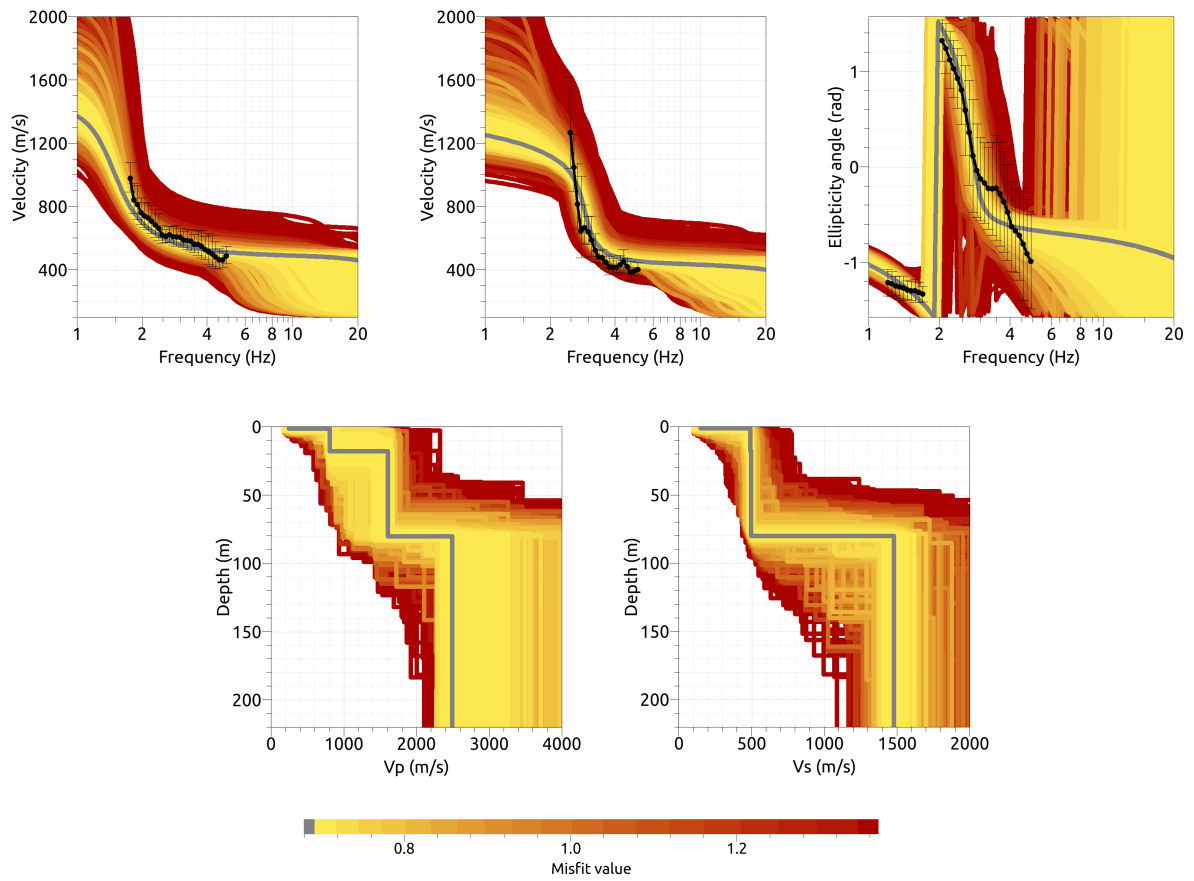 2000
1600
1200
800
400
Velocity (m/s)
1 2 4 6 8 10 20
Frequency (Hz)
2000
1600
1200
800
400
Velocity (m/s)
1 2 4 6 8 10 20
Frequency (Hz)
1
0
-1
Ellipticity angle (rad)
1 2 4 6 8 10 20
Frequency (Hz)
0
50
100
150
200
Depth (m)
0 1000 2000 3000 4000
Vp (m/s)
0
50
100
150
200
Depth (m)
0 500 1000 1500 2000
Vs (m/s)
0.8 1.0 1.2
Misfit value